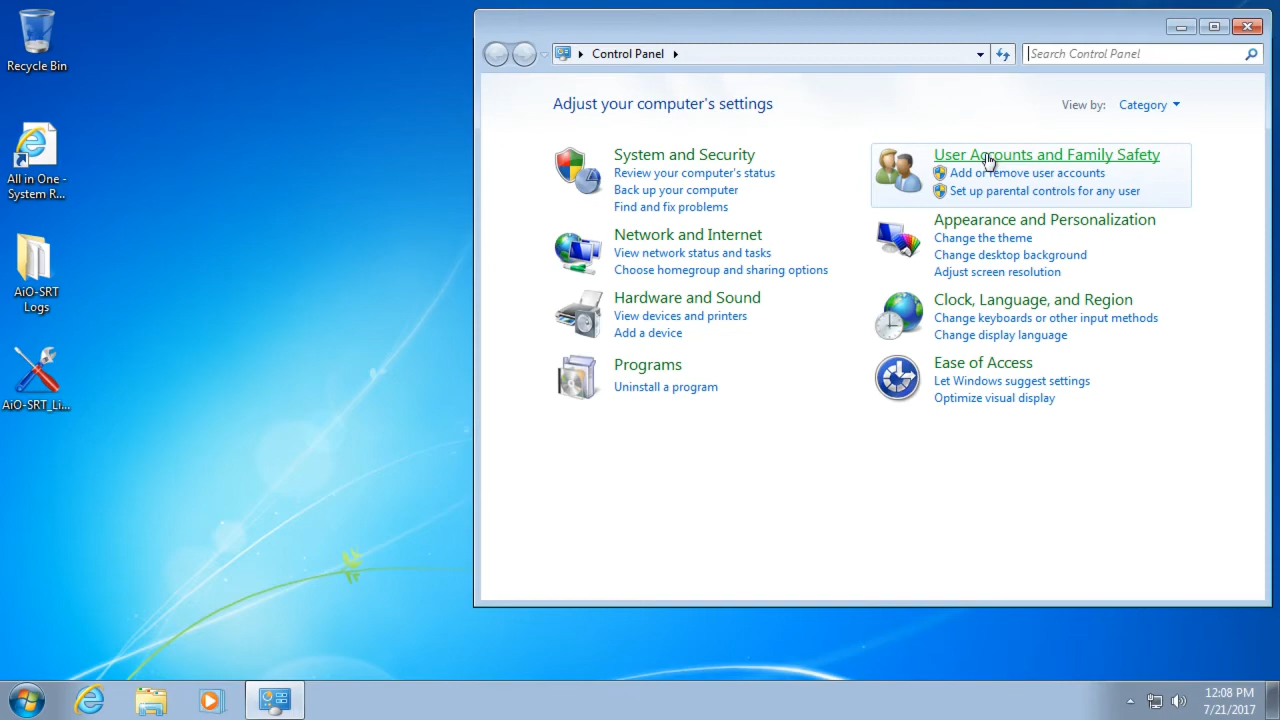 Recycle Bin
All in One -
System R...
AiO-SRT
Logs
AiO-SRT_Li...
Control Panel
Search Control Panel
Adjust your computer's settings
View by: Category
System and Security
Review your computer's status
Back up your computer
Find and fix problems
Network and Internet
View network status and tasks
Choose homegroup and sharing options
Hardware and Sound
View devices and printers
Add a device
Programs
Uninstall a program
User Accounts and Family Safety
Add or remove user accounts
Set up parental controls for any user
Appearance and Personalization
Change the theme
Change desktop background
Adjust screen resolution
Clock, Language, and Region
Change keyboards or other input methods
Change display language
Ease of Access
Let Windows suggest settings
Optimize visual display
12:08 PM
7/21/2017